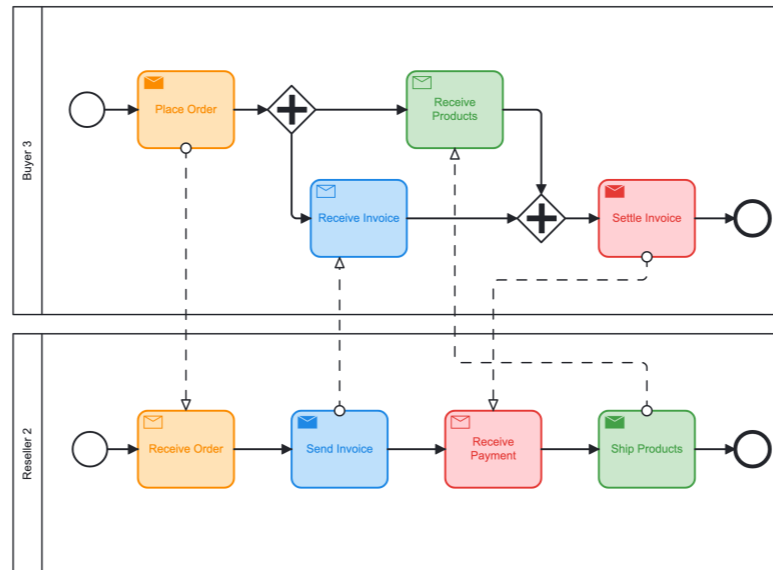 Buyer 3
Place Order
Receive
Products
Receive Invoice
Settle Invoice
Reseller 2
Receive Order
Send Invoice
Receive
Payment
Ship Products